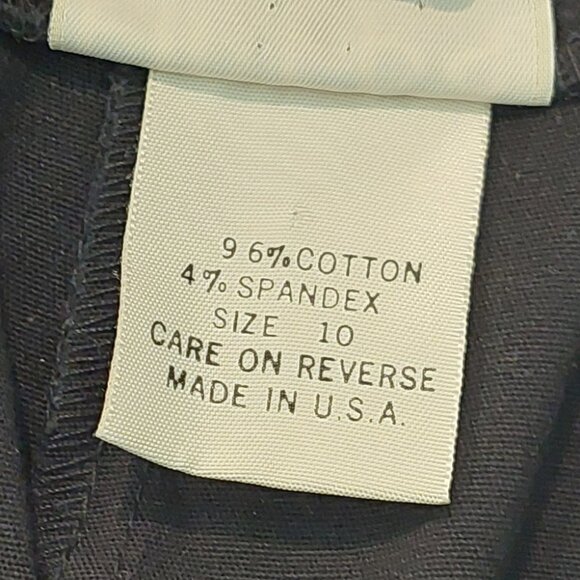 96% COTTON
4% SPANDEX
SIZE 10
CARE ON REVERSE
MADE IN U.S.A.